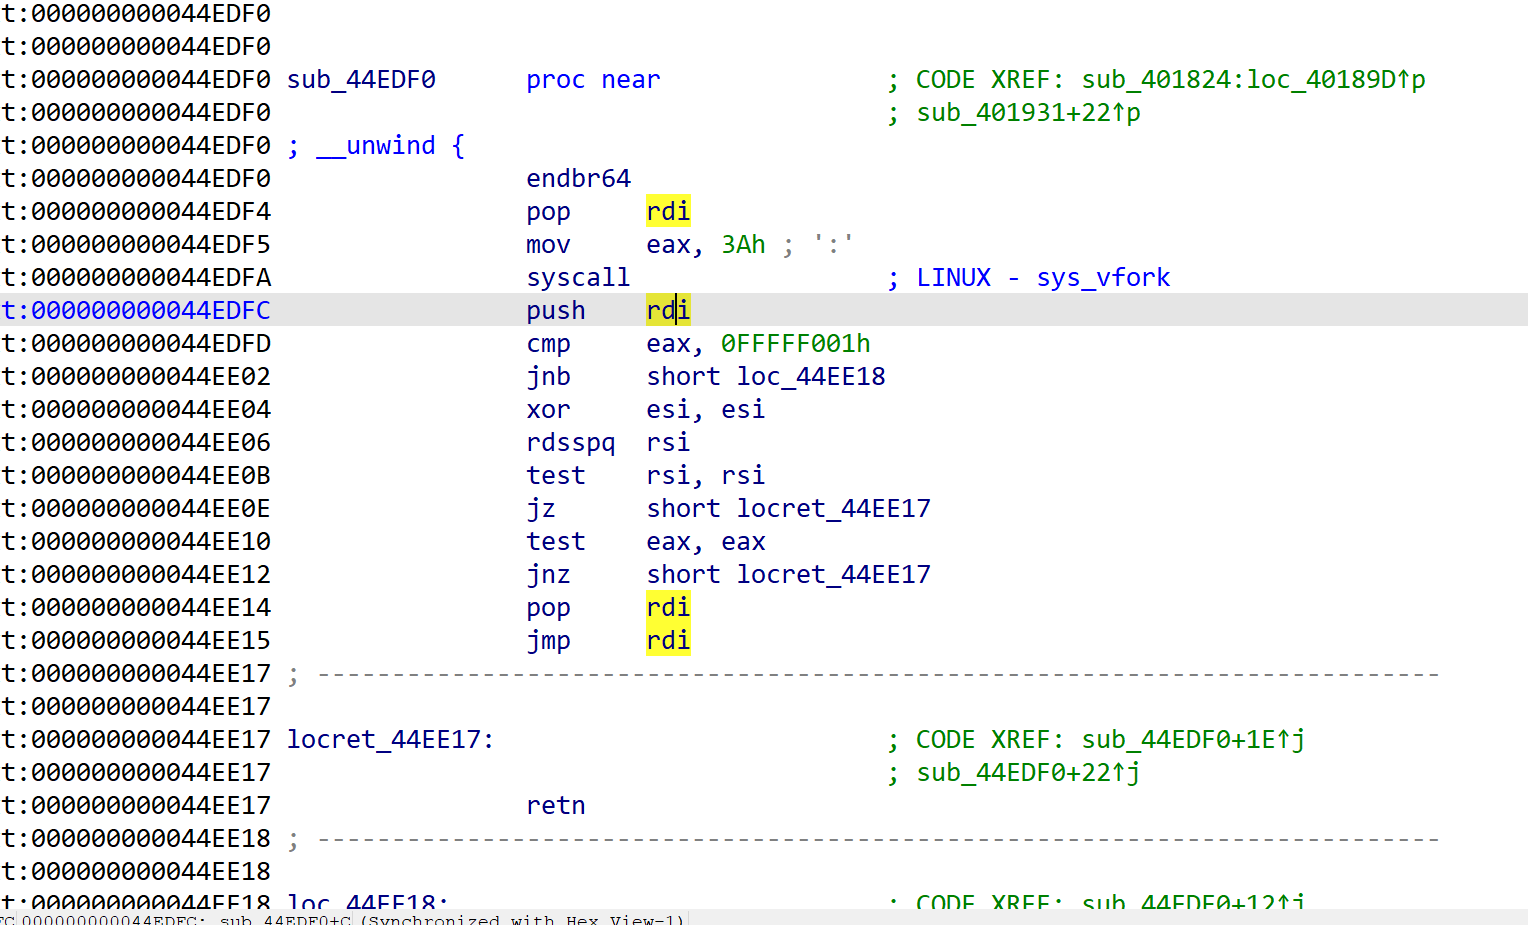 t:000000000044EDF0
t:000000000044EDF0
t:000000000044EDF0 sub_44EDF0 proc near ; CODE XREF: sub_401824:loc_40189D↑p
t:000000000044EDF0 ; sub_401931+22↑p
t:000000000044EDF0 ; __unwind {
t:000000000044EDF0 endbr64
t:000000000044EDF4 pop rdi
t:000000000044EDF5 mov eax, 3Ah ; ':'
t:000000000044EDFA syscall ; LINUX - sys_vfork
t:000000000044EDFC push rdi
t:000000000044EDFD cmp eax, 0FFFFF001h
t:000000000044EE02 jnb short loc_44EE18
t:000000000044EE04 xor esi, esi
t:000000000044EE06 rdsspq rsi
t:000000000044EE0B test rsi, rsi
t:000000000044EE0E jz short locret_44EE17
t:000000000044EE10 test eax, eax
t:000000000044EE12 jnz short locret_44EE17
t:000000000044EE14 pop rdi
t:000000000044EE15 jmp rdi
t:000000000044EE17 ; ---------------------------------------------------------------------------
t:000000000044EE17
t:000000000044EE17 locret_44EE17: ; CODE XREF: sub_44EDF0+1E↑j
t:000000000044EE17 ; sub_44EDF0+22↑j
t:000000000044EE17 retn
t:000000000044EE18 ; ---------------------------------------------------------------------------
t:000000000044EE18
t:000000000044EE18 loc_44EE18: ; CODE XREF: sub_44EDF0+12↑j
FC 000000000044EDFC: sub_44EDF0+C (Synchronized with Hex View-1)